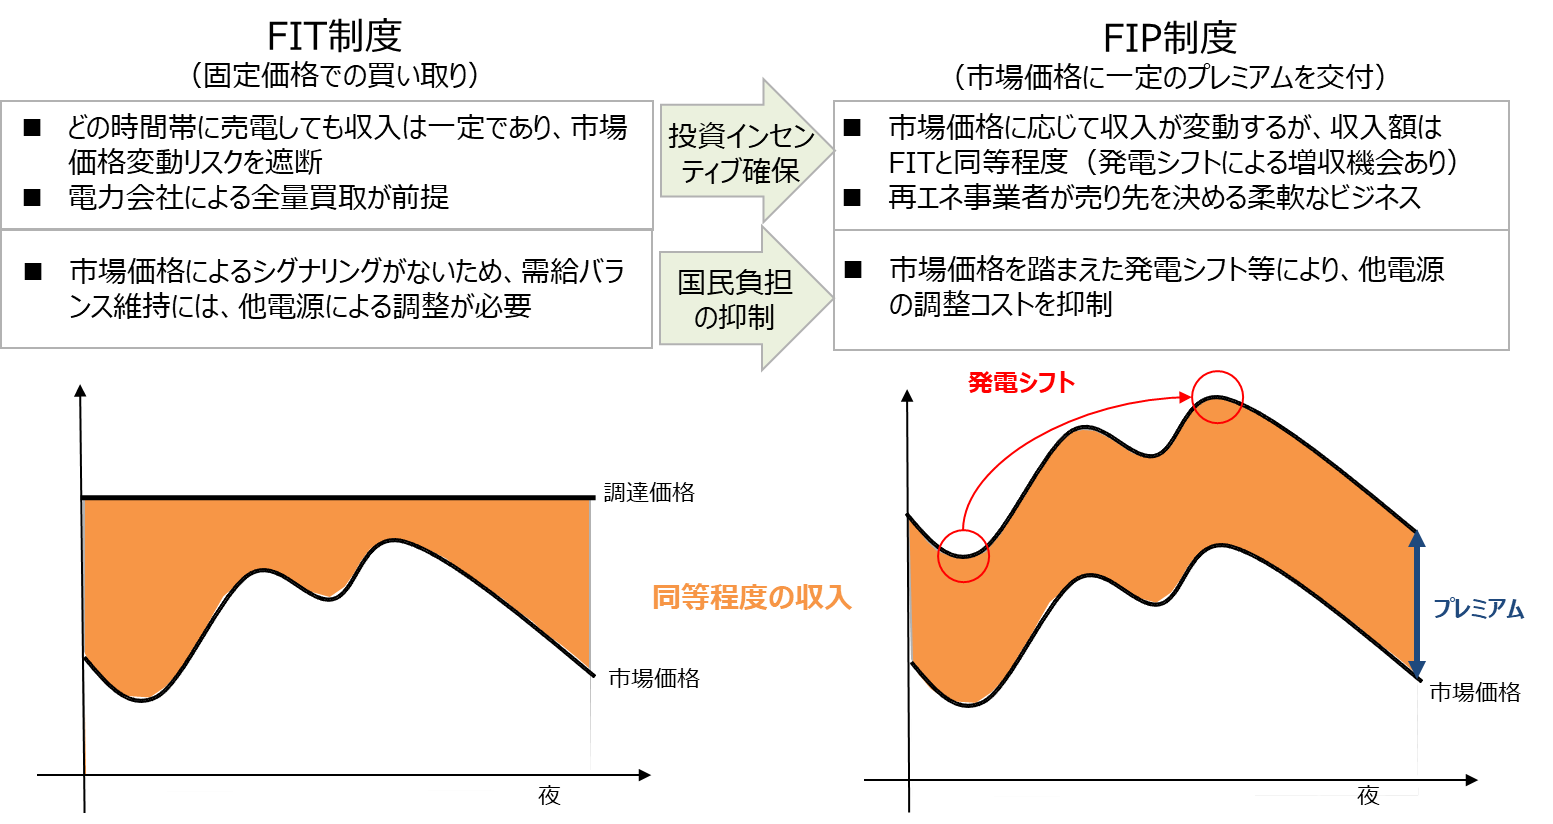 FIT制度
（固定価格での買い取り）
■ どの時間帯に売電しても収入は一定であり、市場
価格変動リスクを遮断
■ 電力会社による全量買取が前提
■ 市場価格によるシグナリングがないため、需給バラ
ンス維持には、他電源による調整が必要
投資インセン
ティブ確保
国民負担
の抑制
FIP制度
（市場価格に一定のプレミアムを交付）
■ 市場価格に応じて収入が変動するが、収入額は
FITと同等程度（発電シフトによる増収機会あり）
■ 再エネ事業者が売り先を決める柔軟なビジネス
■ 市場価格を踏まえた発電シフト等により、他電源
の調整コストを抑制
調達価格
市場価格
夜
同等程度の収入
発電シフト
プレミアム
市場価格
夜